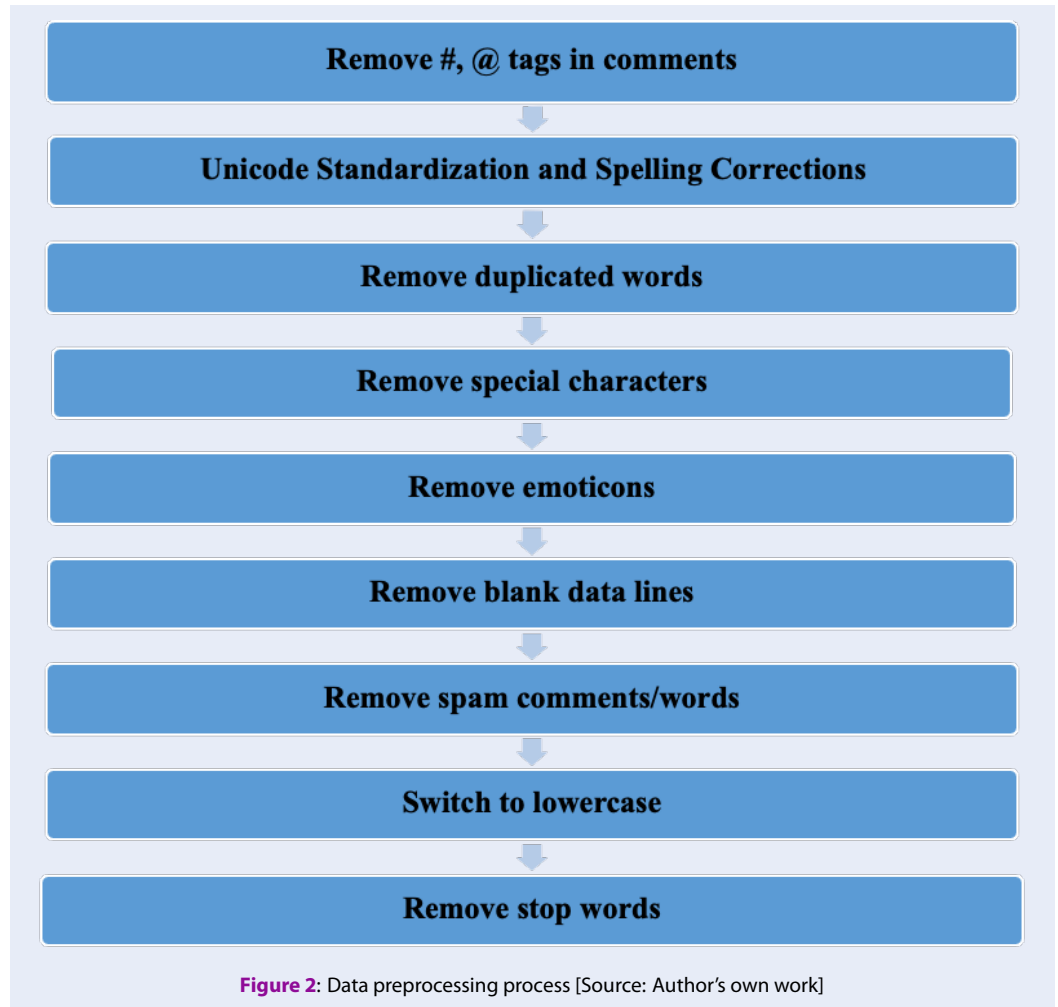 Remove #, @ tags in comments
Unicode Standardization and Spelling Corrections
Remove duplicated words
Remove special characters
Remove emoticons
Remove blank data lines
Remove spam comments/words
Switch to lowercase
Remove stop words
Figure 2: Data preprocessing process [Source: Author’s own work]